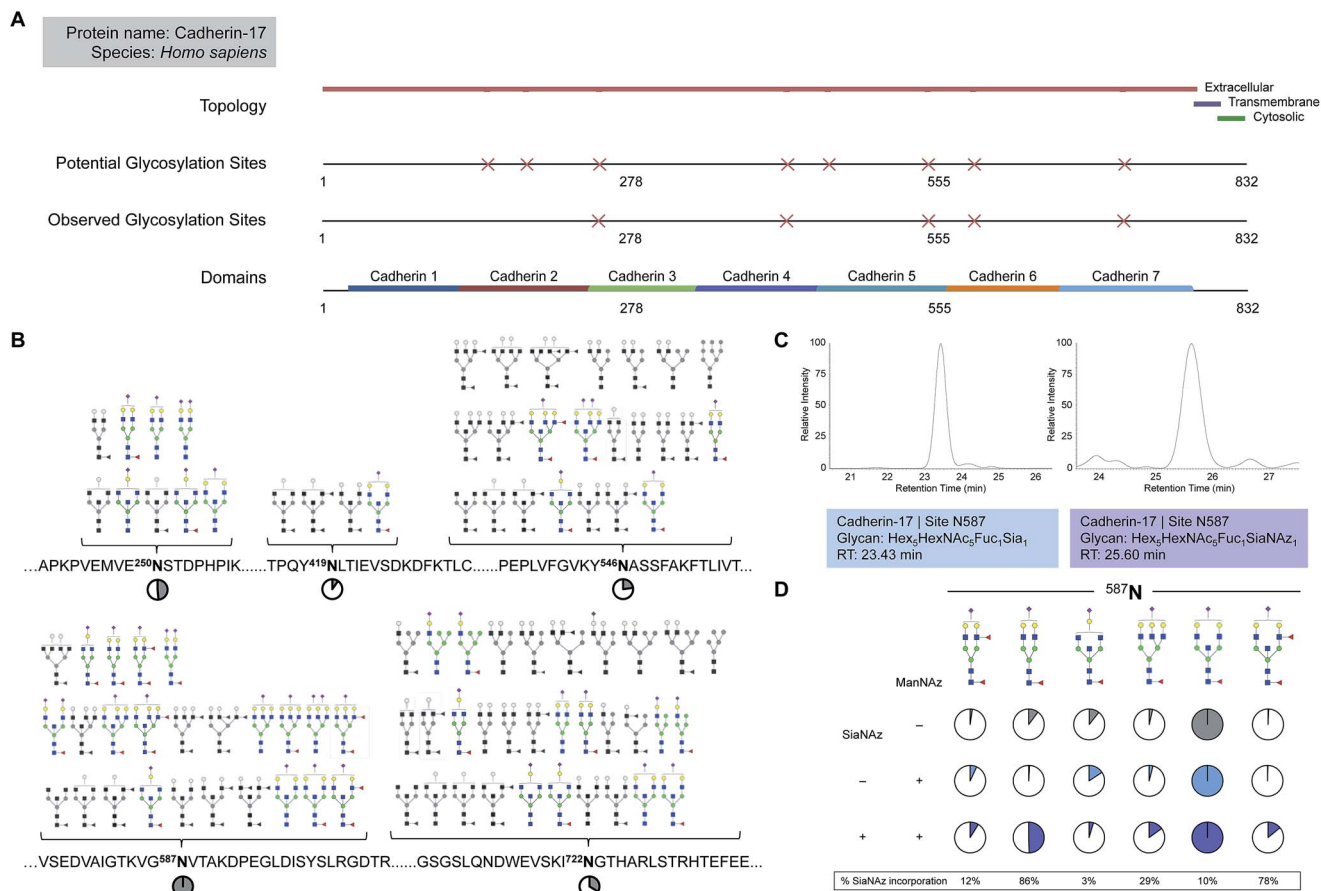 A
Protein name: Cadherin-17
Species: Homo sapiens
Topology
Extracellular
Transmembrane
Cytosolic
Potential Glycosylation Sites
1 278 555 832
Observed Glycosylation Sites
1 278 555 832
Domains
Cadherin 1 Cadherin 2 Cadherin 3 Cadherin 4 Cadherin 5 Cadherin 6 Cadherin 7
1 278 555 832
B
...APKPVEMVE²⁵⁰NSTDPHPIK......TPQY⁴¹⁹NLTIEVSDKDFKTLC...…PEPLVFGVKY⁵⁴⁶NASSFAKFTLIVT...
...VSEDVAIGTKVG⁵⁸⁷NVTAKDPEGLDISYSLRGDTR......GSGSLQNDWEVSKI⁷²²NGTHARLSTRHTEFEE...
C
Relative Intensity
100
75
50
25
0
21 22 23 24 25 26
Retention Time (min)
Relative Intensity
100
75
50
25
0
24 25 26 27
Retention Time (min)
Cadherin-17 | Site N587
Glycan: Hex₅HexNAc₅Fuc₁Sia₁
RT: 23.43 min
Cadherin-17 | Site N587
Glycan: Hex₅HexNAc₅Fuc₁SiaNAz₁
RT: 25.60 min
D
⁵⁸⁷N
ManNAz
SiaNAz
–
– +
+ +
% SiaNAz incorporation 12% 86% 3% 29% 10% 78%